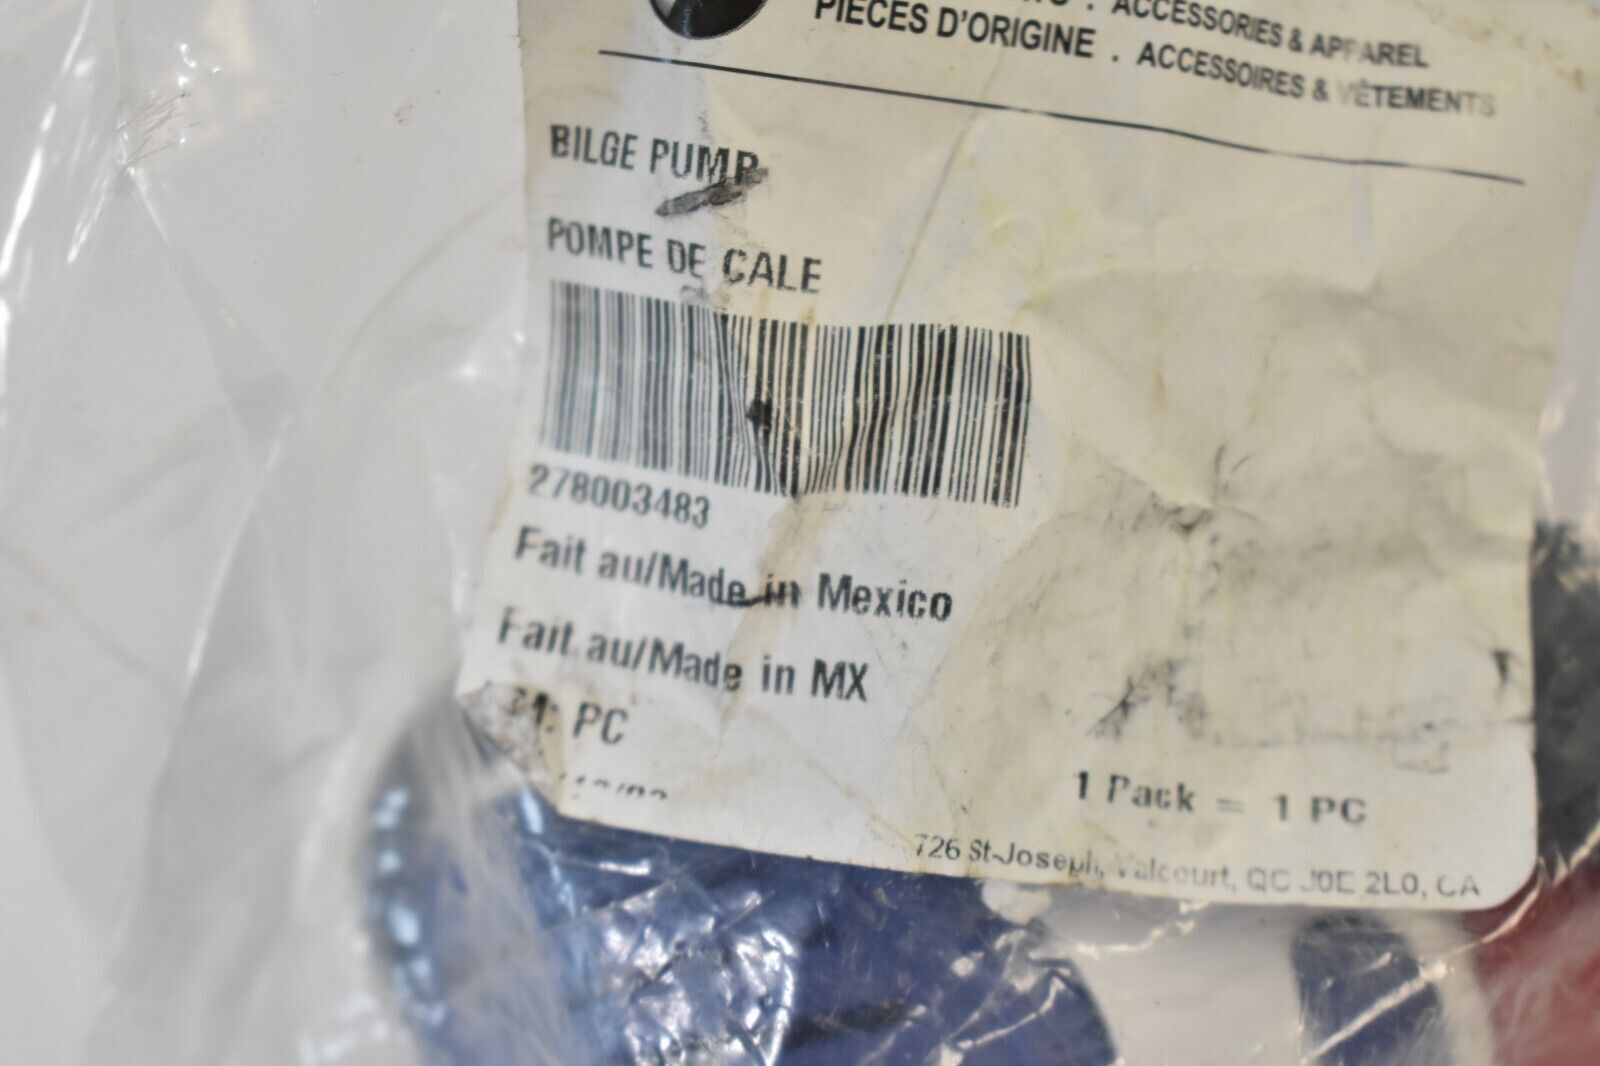 ACCESSORIES & APPAREL
PIÈCES D'ORIGINE . ACCESSOIRES & VÊTEMENTS
BILGE PUMP
POMPE DE CALE
278003483
Fait au/Made in Mexico
Fait au/Made in MX
PC
1 Pack = 1 PC
726 St-Joseph, Valcourt, QC J0E 2L0, CA